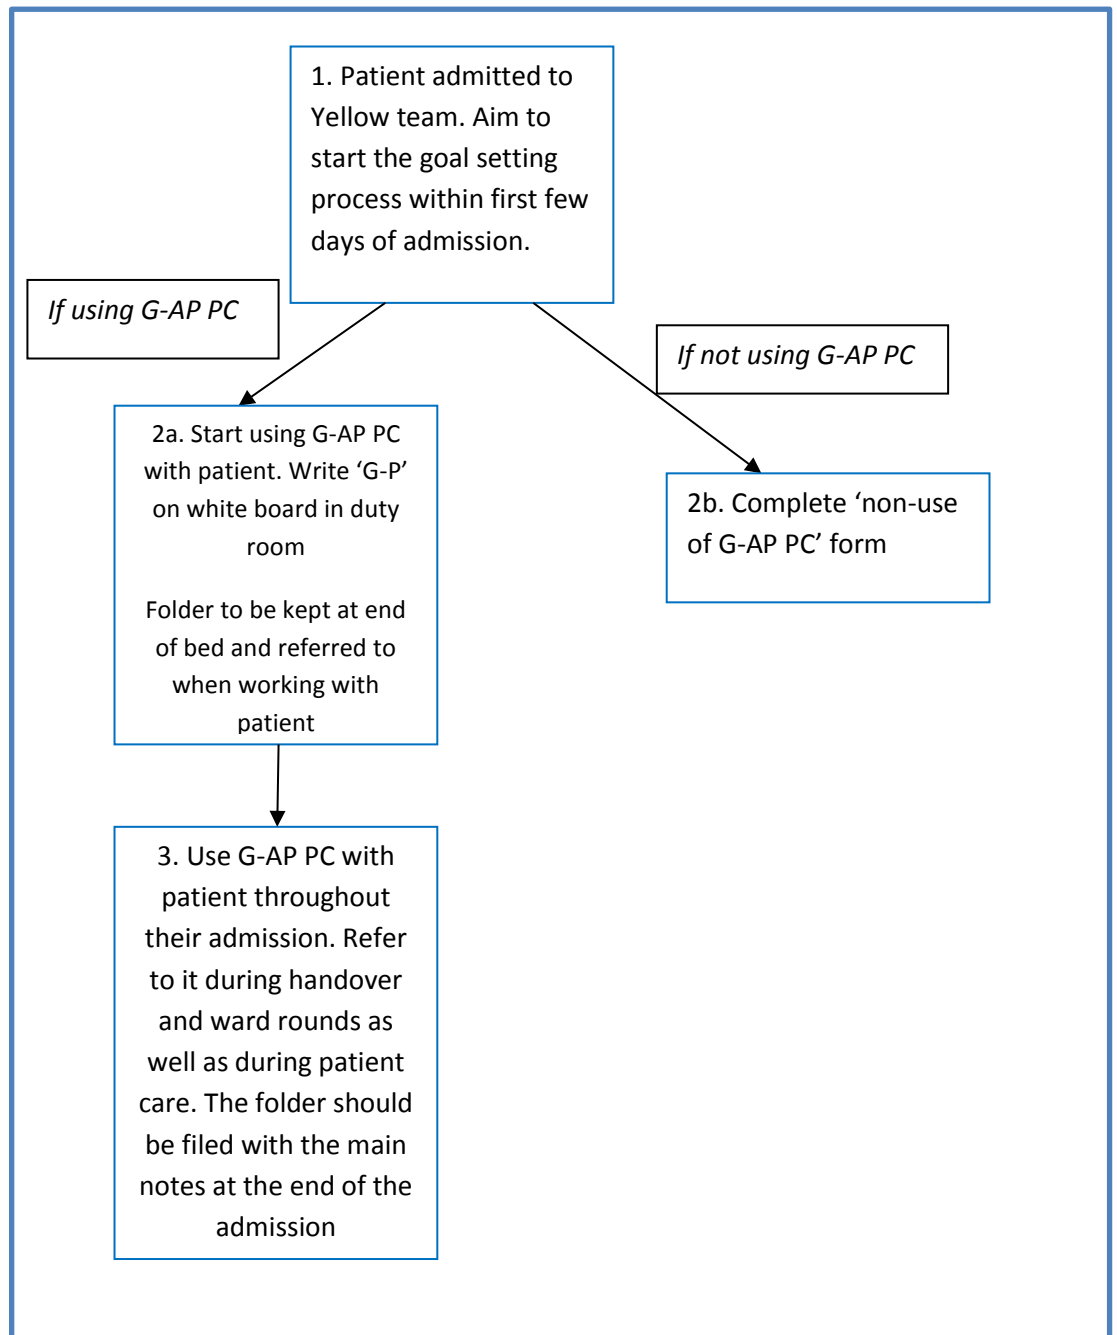 1. Patient admitted to
Yellow team. Aim to
start the goal setting
process within first few
days of admission.
If using G-AP PC
If not using G-AP PC
2a. Start using G-AP PC
with patient. Write ‘G-P’
on white board in duty
room
Folder to be kept at end
of bed and referred to
when working with
patient
2b. Complete ‘non-use
of G-AP PC’ form
3. Use G-AP PC with
patient throughout
their admission. Refer
to it during handover
and ward rounds as
well as during patient
care. The folder should
be filed with the main
notes at the end of the
admission